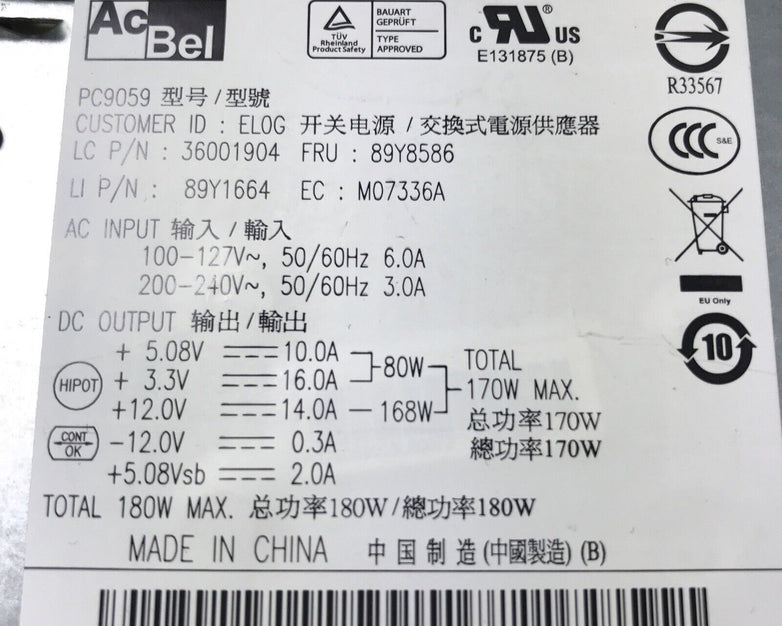 AcBel
TÜV
Rheinland
Product Safety
BAUART
GEPRÜFT
TYPE
APPROVED
c RU US
E131875 (B)
R33567
CCC S&E
PC9059 型号/型號
CUSTOMER ID : ELOG 开关电源 / 交換式電源供應器
LC P/N : 36001904 FRU : 89Y8586
LI P/N : 89Y1664 EC : M07336A
AC INPUT 输入 / 輸入
100-127V~, 50/60Hz 6.0A
200-240V~, 50/60Hz 3.0A
EU Only
10
DC OUTPUT 输出 / 輸出
HIPOT
CONT
OK
+ 5.08V 10.0A
+ 3.3V 16.0A 80W
+12.0V 14.0A 168W
-12.0V 0.3A
+5.08Vsb 2.0A
TOTAL
170W MAX.
总功率170W
總功率170W
TOTAL 180W MAX. 总功率180W/總功率180W
MADE IN CHINA 中国制造(中國製造) (B)